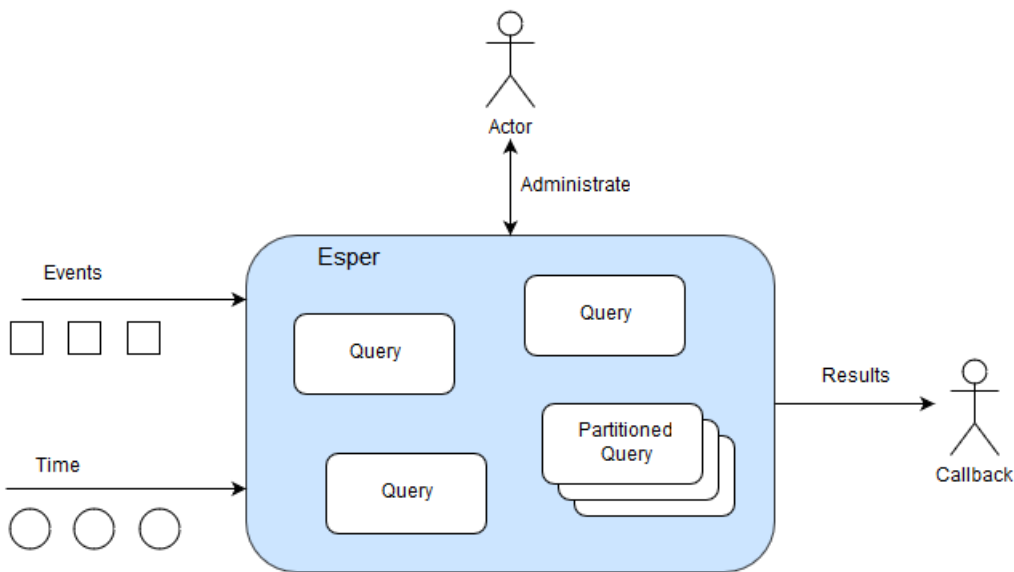 Actor
Administrate
Esper
Events
Query
Query
Results
Partitioned
Query
Time
Query
Callback